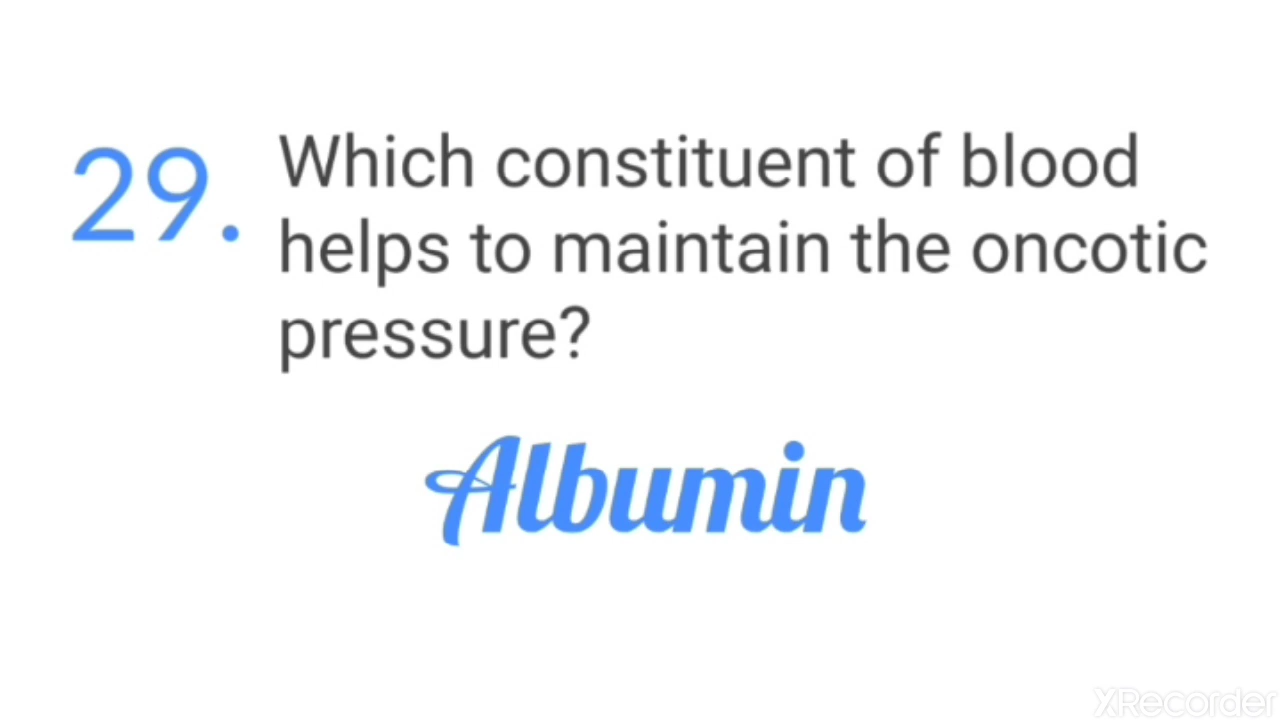 29. Which constituent of blood
helps to maintain the oncotic
pressure?
Albumin
XRecorder